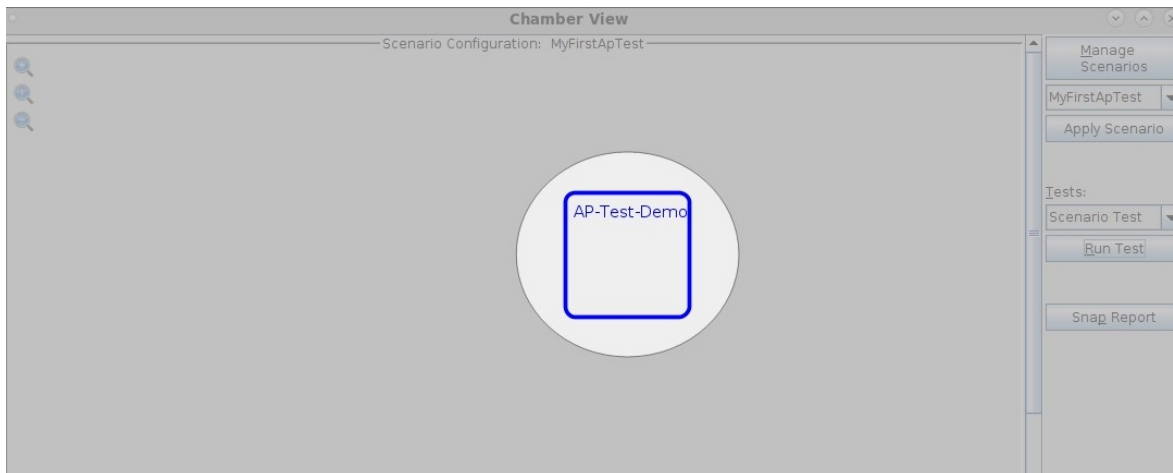 Chamber View
Scenario Configuration: MyFirstApTest
Manage
Scenarios
MyFirstApTest
Apply Scenario
Tests:
Scenario Test
Run Test
Snap Report
AP-Test-Demo